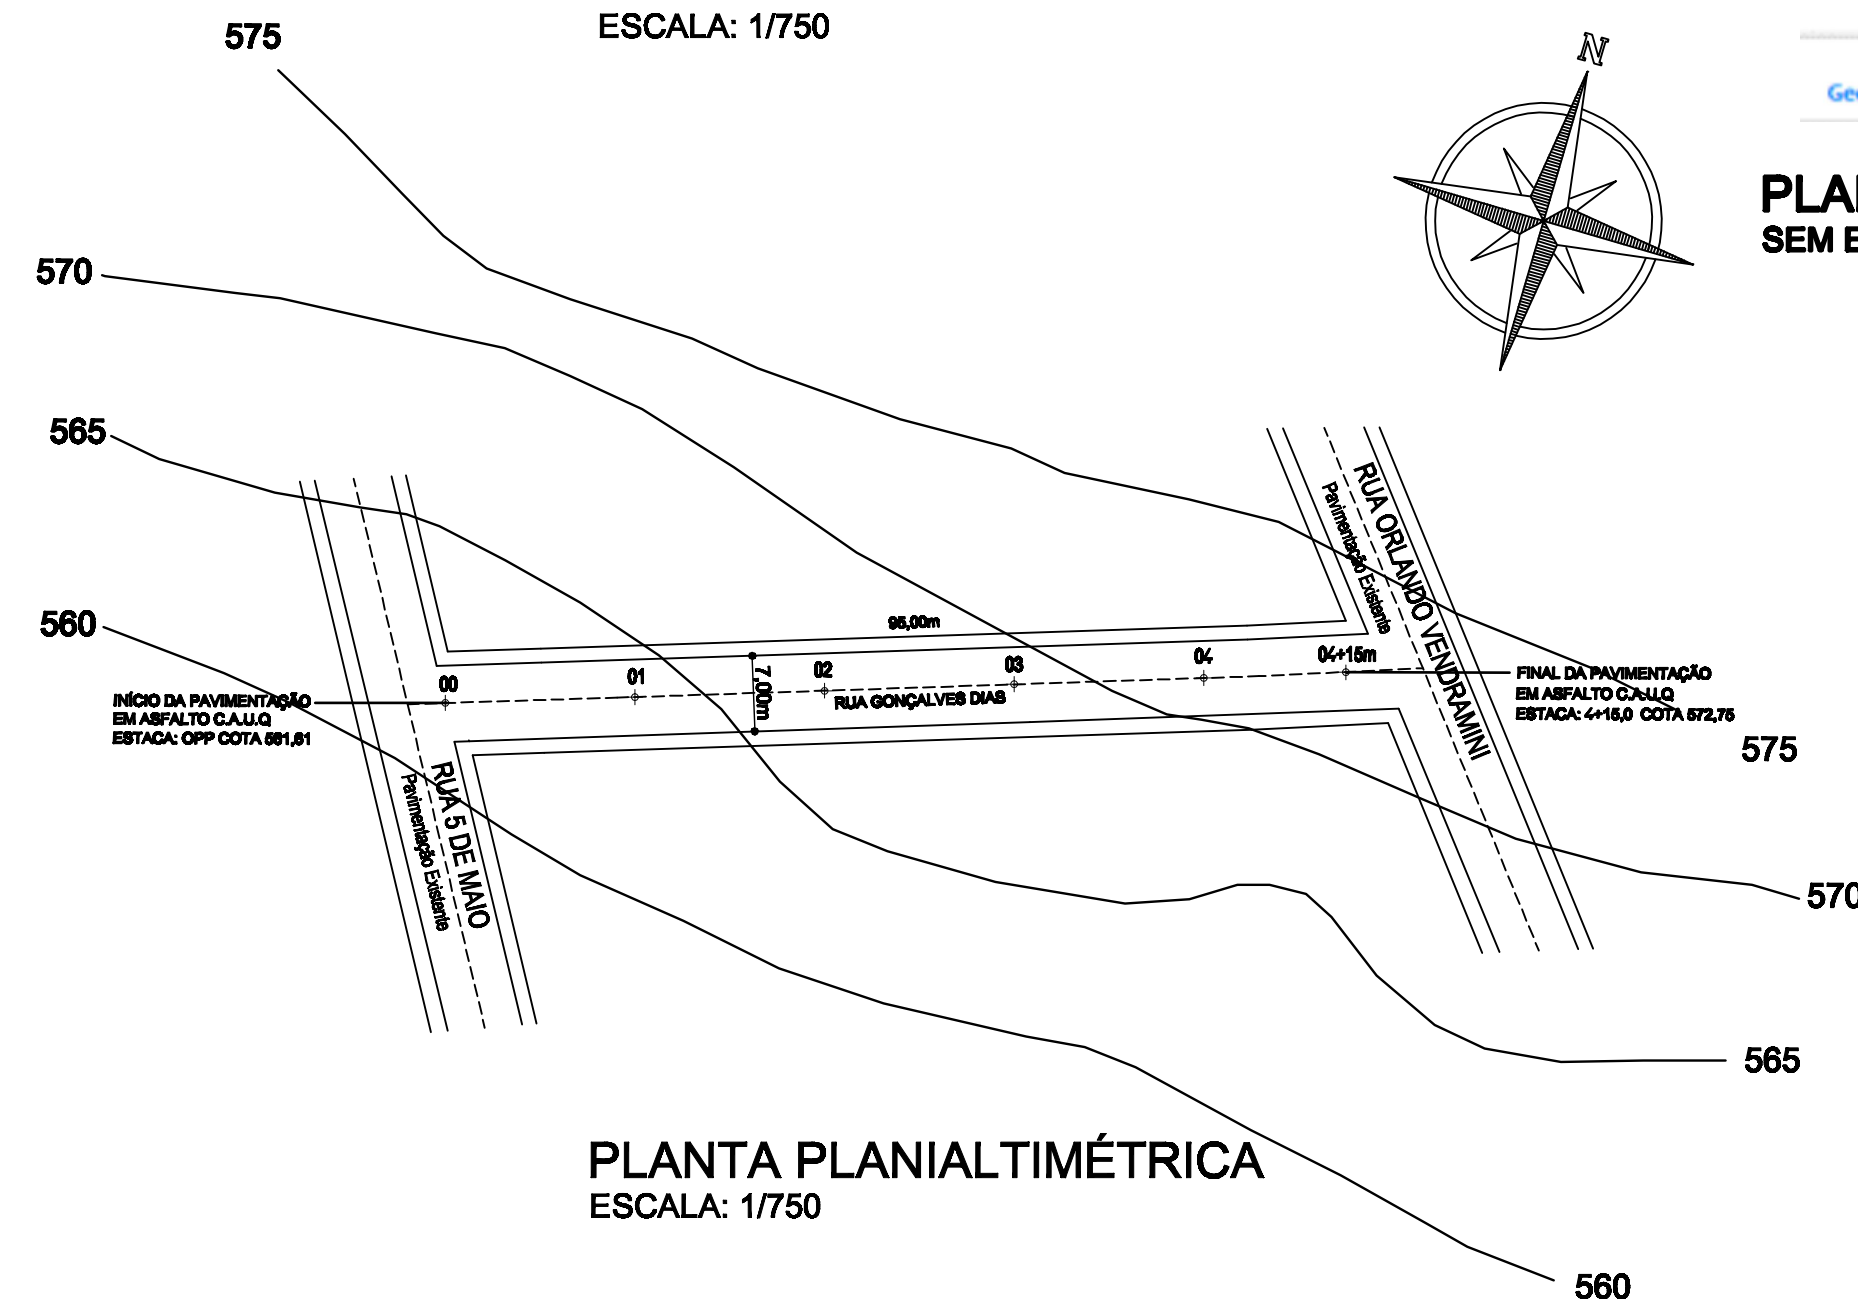 ESCALA: 1/750
575
N
Geo
PLAN
SEM E
570
565
560
95,00m
00
01
02
03
04
04+15m
7,00m
RUA GONÇALVES DIAS
INÍCIO DA PAVIMENTAÇÃO
EM ASFALTO C.A.U.Q
ESTACA: OPP COTA 561,61
FINAL DA PAVIMENTAÇÃO
EM ASFALTO C.A.U.Q
ESTACA: 4+15,0 COTA 572,75
RUA ORLANDO VENDRAMINI
Pavimentação Existente
RUA 5 DE MAIO
Pavimentação Existente
575
570
565
PLANTA PLANIALTIMÉTRICA
ESCALA: 1/750
560